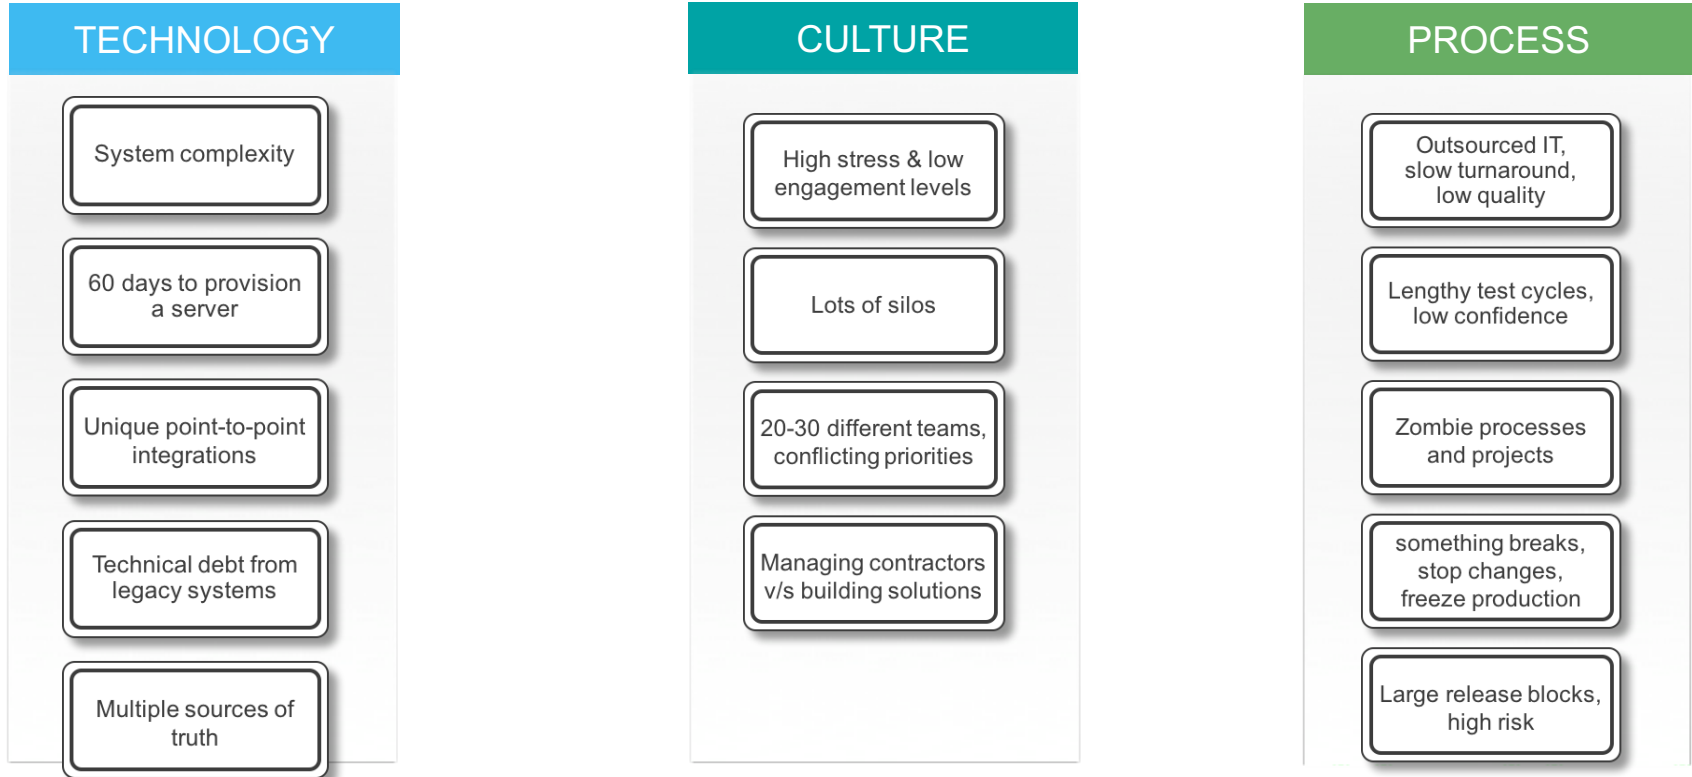 TECHNOLOGY
System complexity
60 days to provision
a server
Unique point-to-point
integrations
Technical debt from
legacy systems
Multiple sources of
truth
CULTURE
High stress & low
engagement levels
Lots of silos
20-30 different teams,
conflicting priorities
Managing contractors
v/s building solutions
PROCESS
Outsourced IT,
slow turnaround,
low quality
Lengthy test cycles,
low confidence
Zombie processes
and projects
something breaks,
stop changes,
freeze production
Large release blocks,
high risk